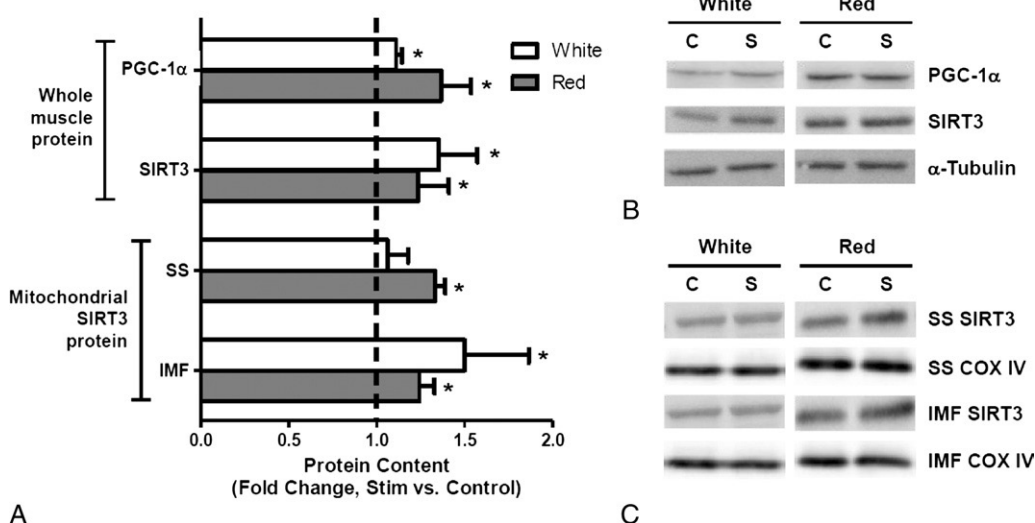 PGC-1α
*
*
White
Red
Whole
muscle
protein
SIRT3
*
*
SS
*
Mitochondrial
SIRT3
protein
IMF
*
*
0.0 0.5 1.0 1.5 2.0
Protein Content
(Fold Change, Stim vs. Control)
A
White Red
C S C S
PGC-1α
SIRT3
α-Tubulin
B
White Red
C S C S
SS SIRT3
SS COX IV
IMF SIRT3
IMF COX IV
C